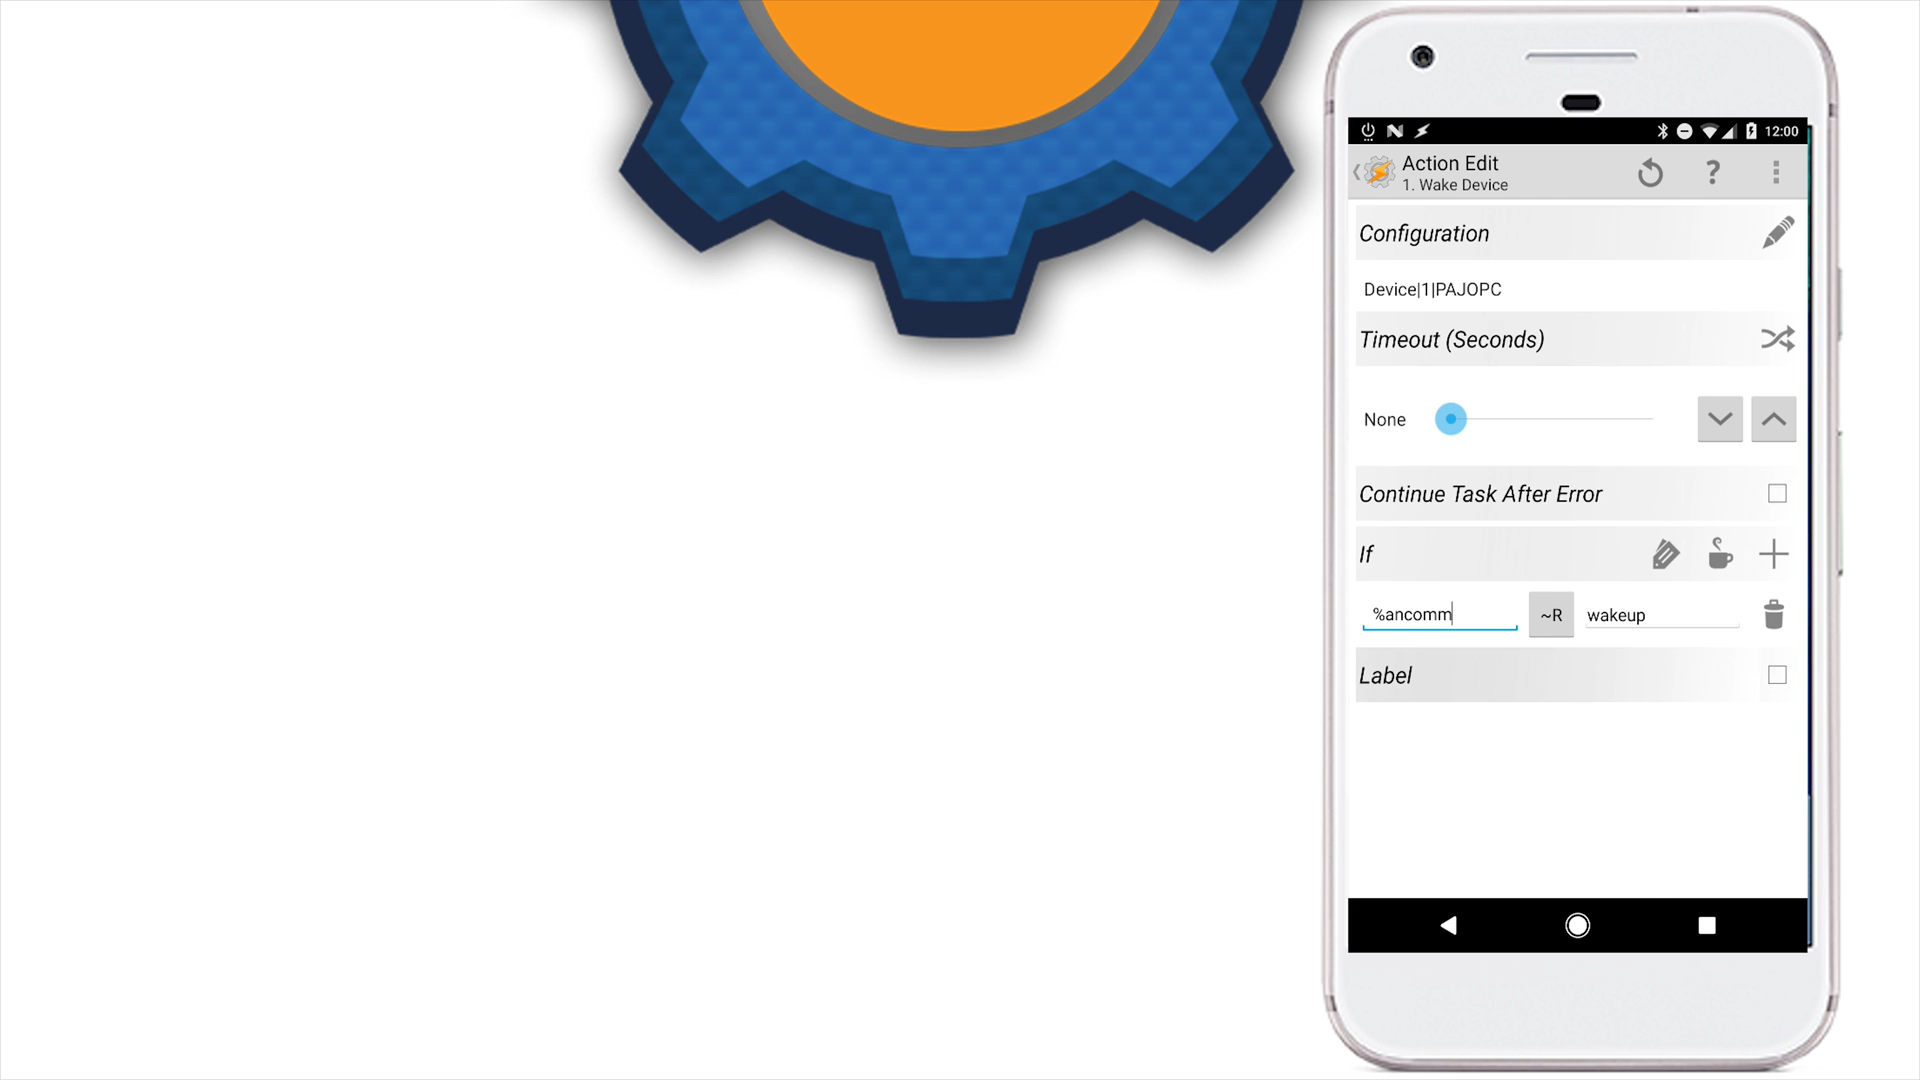 12:00
Action Edit
1. Wake Device
?
Configuration
Device|1|PAJOPC
Timeout (Seconds)
None
Continue Task After Error
If
%ancomm ~R wakeup
Label